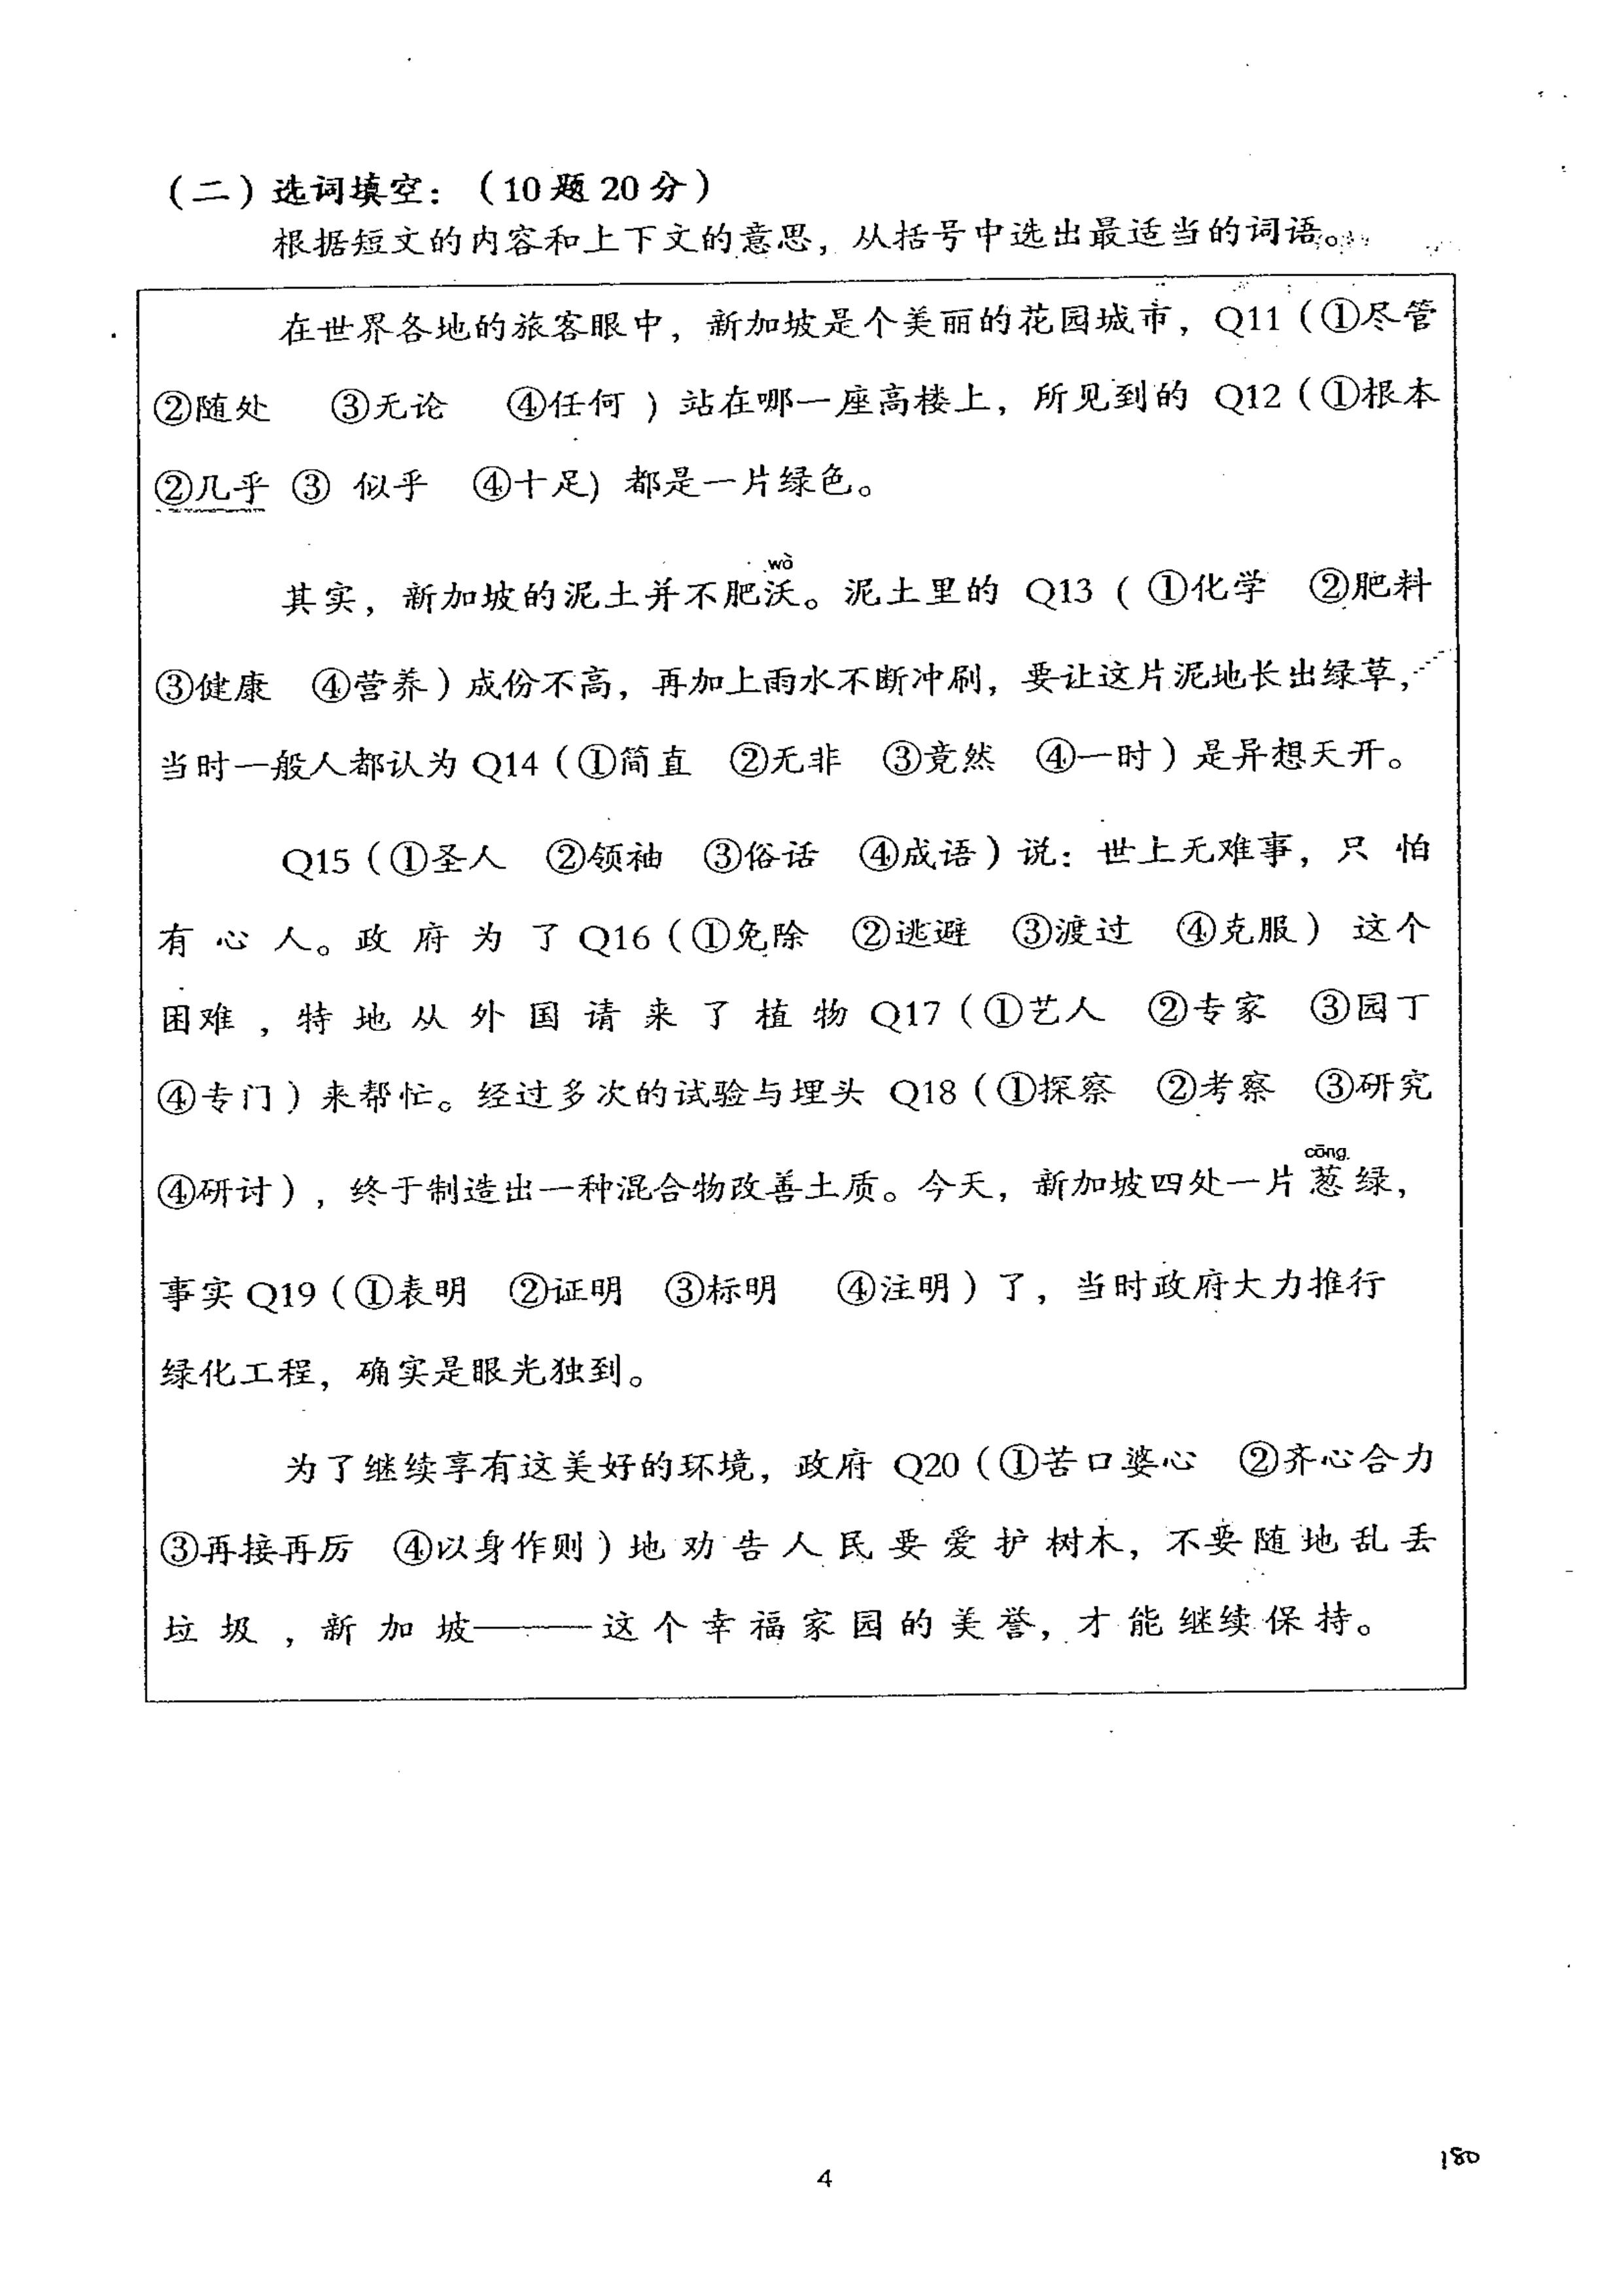 （二）选词填空：（10题20分）
根据短文的内容和上下文的意思，从括号中选出最适当的词语。
在世界各地的旅客眼中，新加坡是个美丽的花园城市，Q11（①尽管
②随处 ③无论 ④任何）站在哪一座高楼上，所见到的 Q12（①根本
②几乎 ③ 似乎 ④十足）都是一片绿色。
wò
其实，新加坡的泥土并不肥沃。泥土里的 Q13（ ①化学 ②肥料
③健康 ④营养）成份不高，再加上雨水不断冲刷，要让这片泥地长出绿草，
当时一般人都认为 Q14（①简直 ②无非 ③竟然 ④一时）是异想天开。
Q15（①圣人 ②领袖 ③俗话 ④成语）说：世上无难事，只 怕
有 心 人。政 府 为 了 Q16（①免除 ②逃避 ③渡过 ④克服）这个
困难，特 地 从 外 国 请 来 了 植 物 Q17（①艺人 ②专家 ③园丁
④专门）来帮忙。经过多次的试验与埋头 Q18（①探察 ②考察 ③研究
cōng
④研讨），终于制造出一种混合物改善土质。今天，新加坡四处一片葱绿，
事实 Q19（①表明 ②证明 ③标明 ④注明）了，当时政府大力推行
绿化工程，确实是眼光独到。
为了继续享有这美好的环境，政府 Q20（①苦口婆心 ②齐心合力
③再接再厉 ④以身作则）地 劝 告 人 民 要 爱 护 树木，不要 随 地 乱 丢
垃 圾 ，新 加 坡———这 个 幸 福 家 园 的 美 誉，才 能 继续 保 持。
4
180